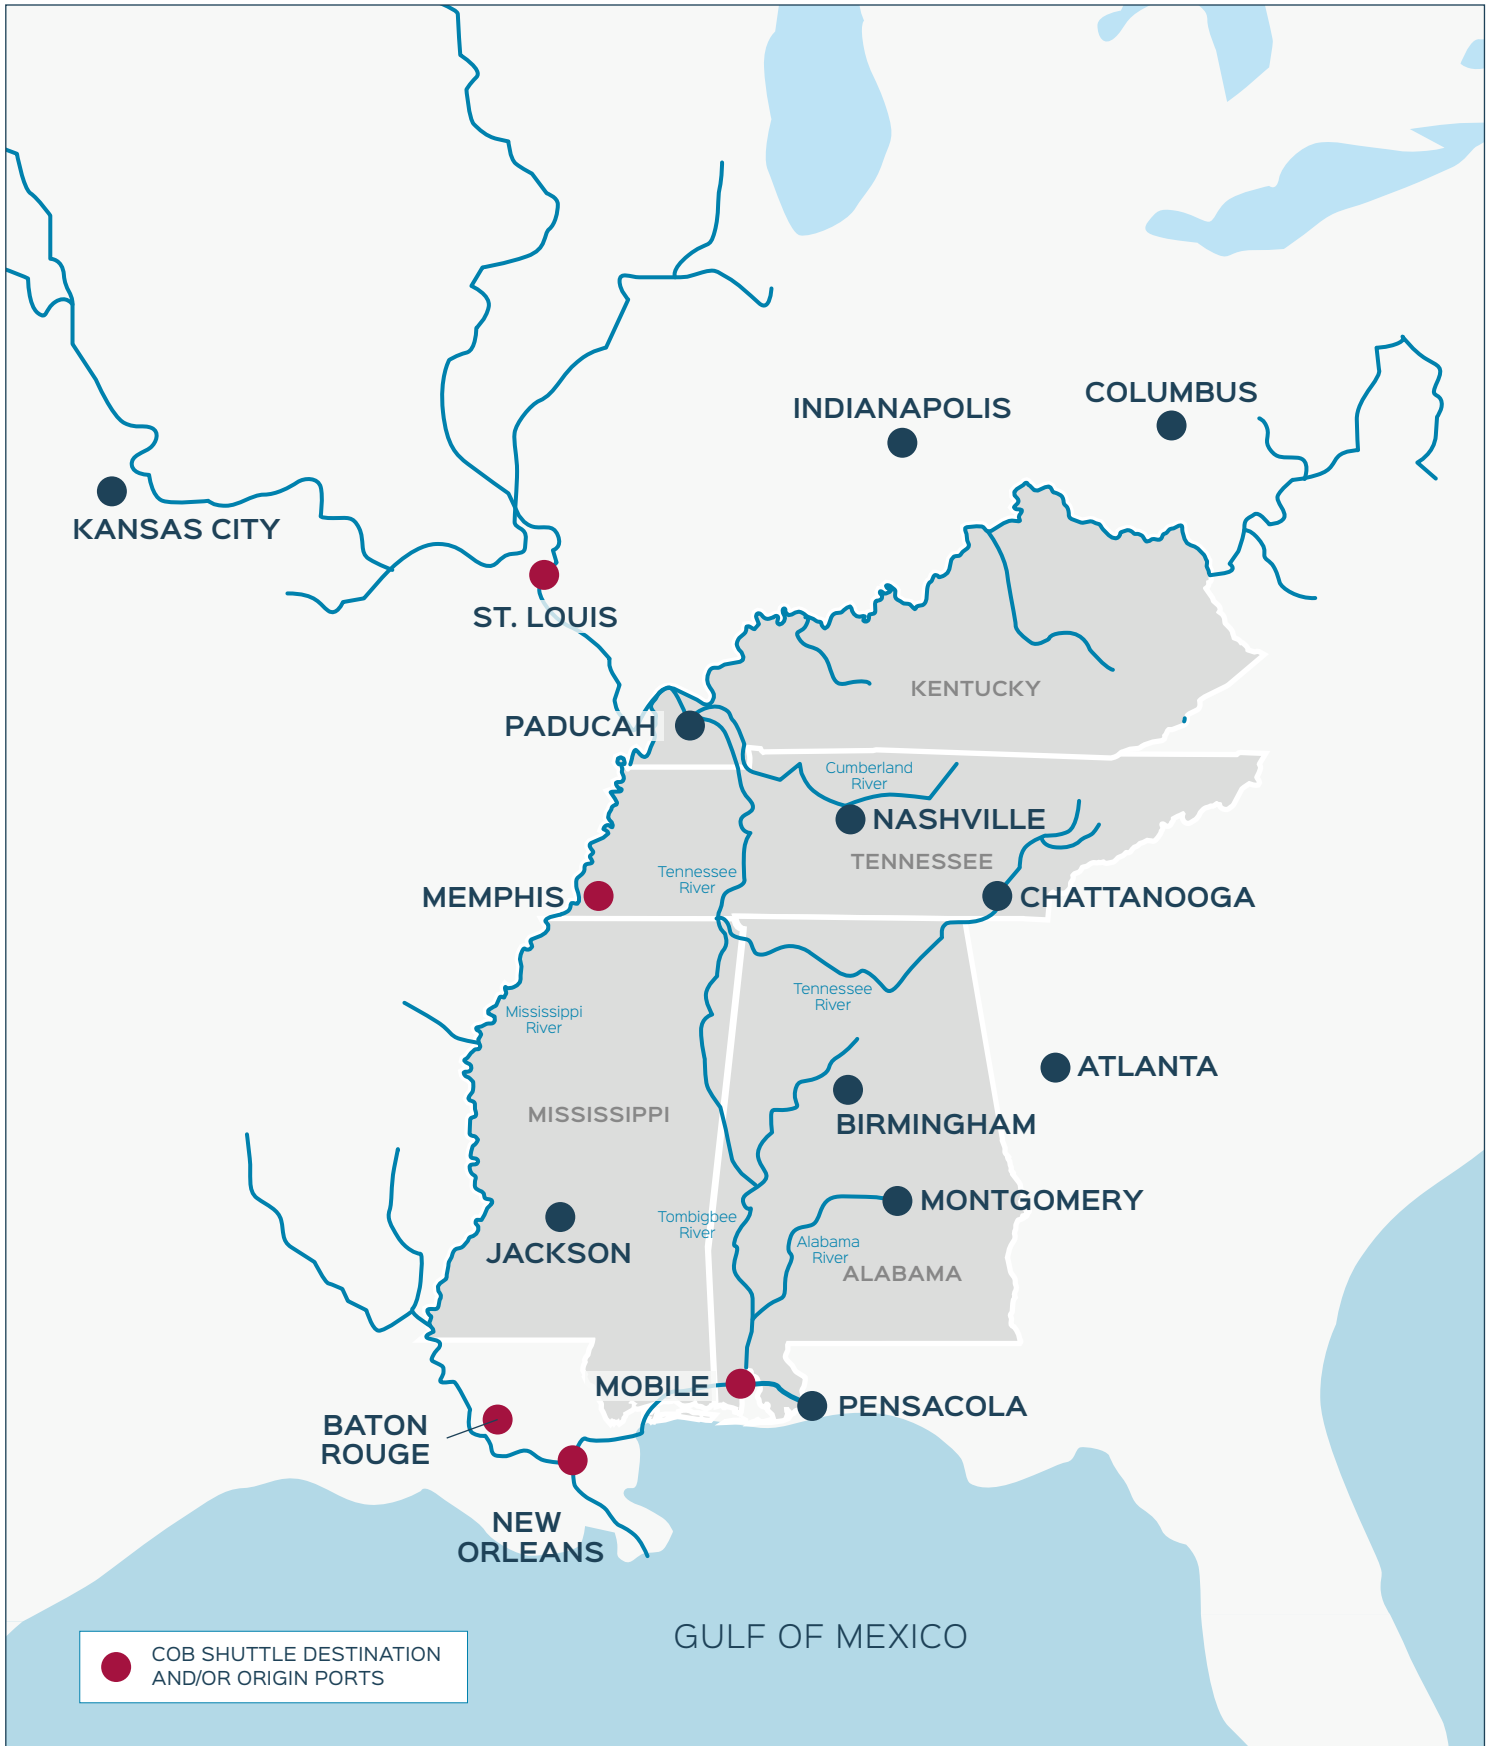 COLUMBUS
INDIANAPOLIS
KANSAS CITY
ST. LOUIS
KENTUCKY
PADUCAH
Cumberland
River
NASHVILLE
TENNESSEE
Tennessee
River
MEMPHIS
CHATTANOOGA
Tennessee
River
Mississippi
River
ATLANTA
MISSISSIPPI
BIRMINGHAM
MONTGOMERY
Tombigbee
River
Alabama
River
JACKSON
ALABAMA
MOBILE
PENSACOLA
BATON
ROUGE
NEW
ORLEANS
GULF OF MEXICO
COB SHUTTLE DESTINATION
AND/OR ORIGIN PORTS